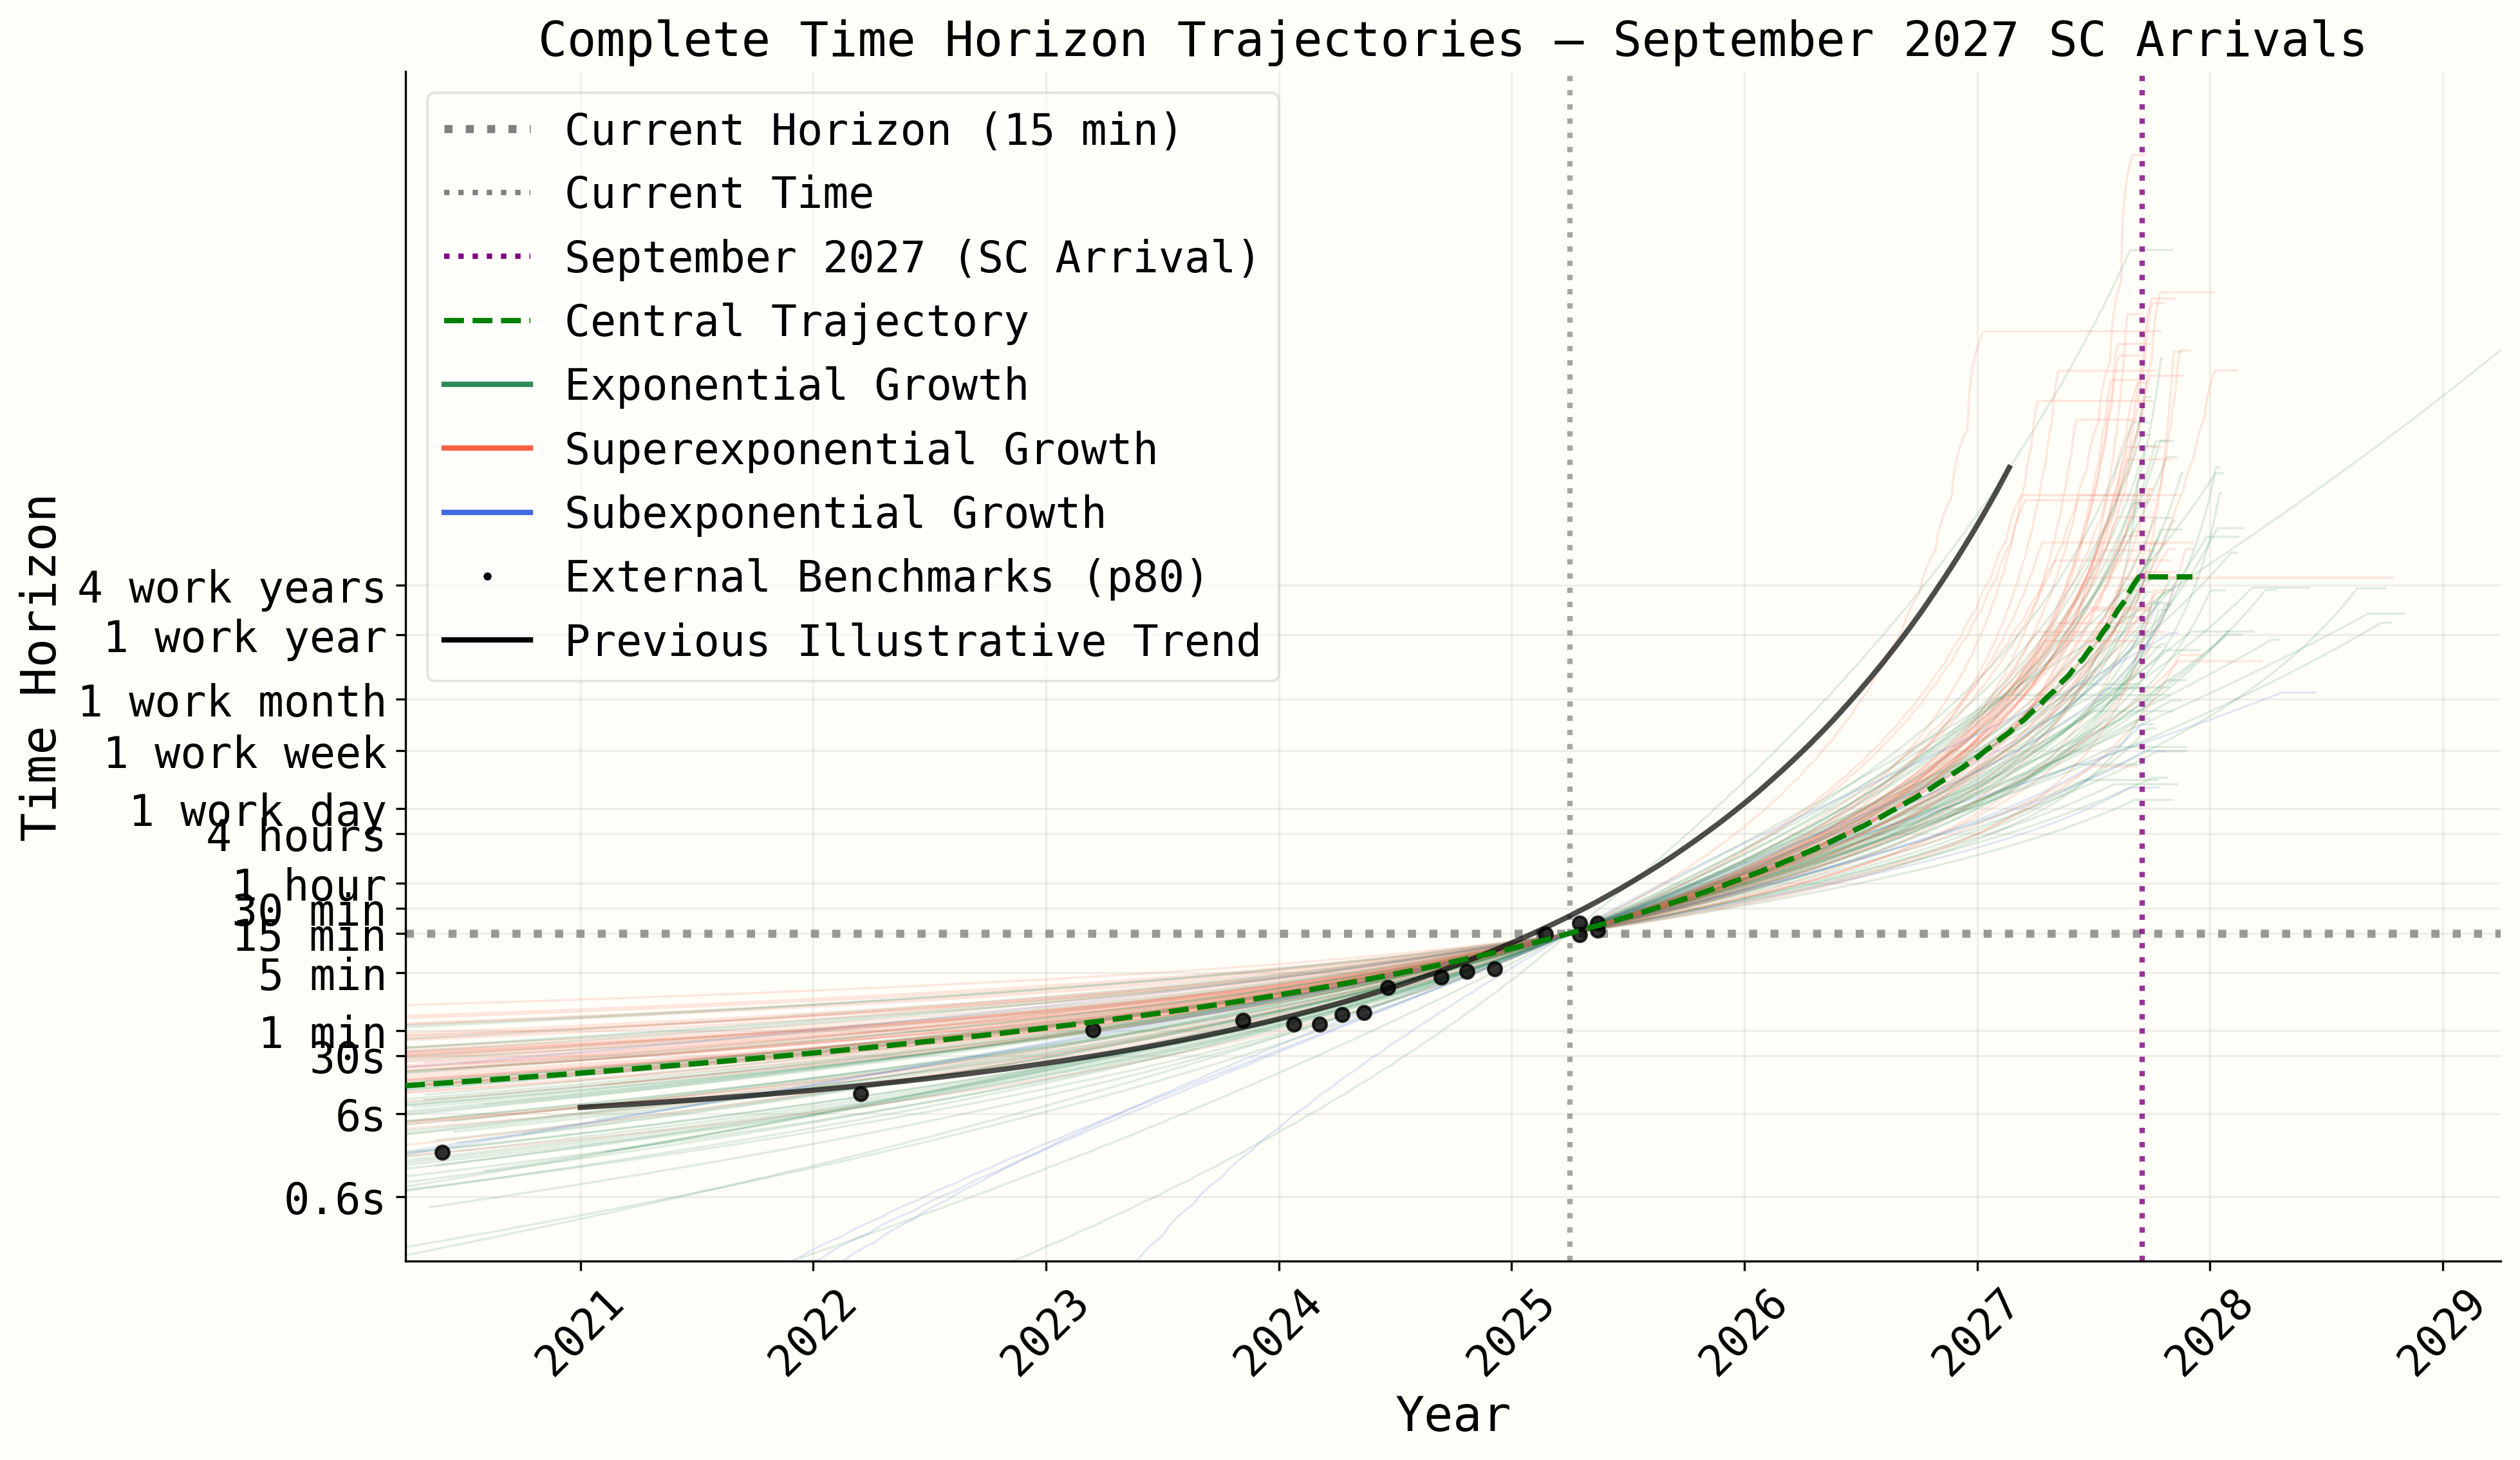 Complete Time Horizon Trajectories — September 2027 SC Arrivals
Current Horizon (15 min)
Current Time
September 2027 (SC Arrival)
Central Trajectory
Exponential Growth
Superexponential Growth
Subexponential Growth
External Benchmarks (p80)
Previous Illustrative Trend
Time Horizon
4 work years
1 work year
1 work month
1 work week
1 work day
4 hours
1 hour
30 min
15 min
5 min
1 min
30s
6s
0.6s
2021
2022
2023
2024
2025
2026
2027
2028
2029
Year